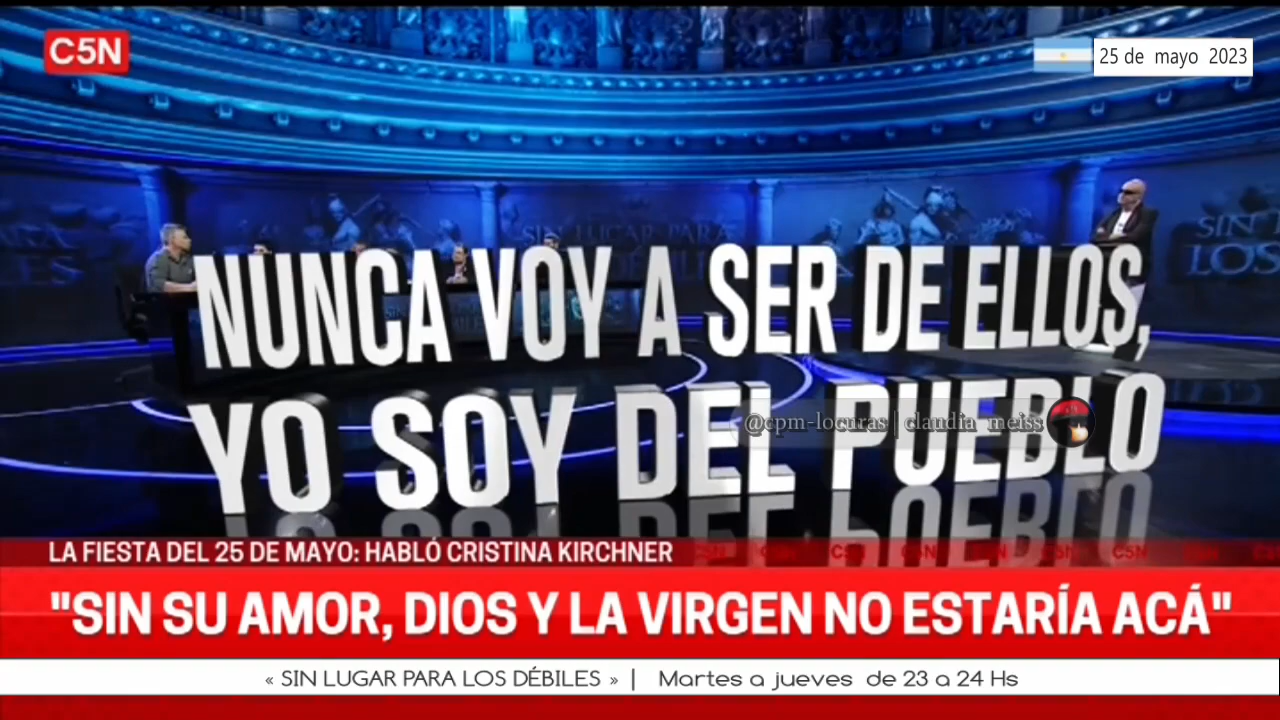 C5N
25 de mayo 2023
NUNCA VOY A SER DE ELLOS,
YO SOY DEL PUEBLO
@cpm-locuras | claudia_meiss
LA FIESTA DEL 25 DE MAYO: HABLÓ CRISTINA KIRCHNER
"SIN SU AMOR, DIOS Y LA VIRGEN NO ESTARÍA ACÁ"
« SIN LUGAR PARA LOS DÉBILES » | Martes a jueves de 23 a 24 Hs